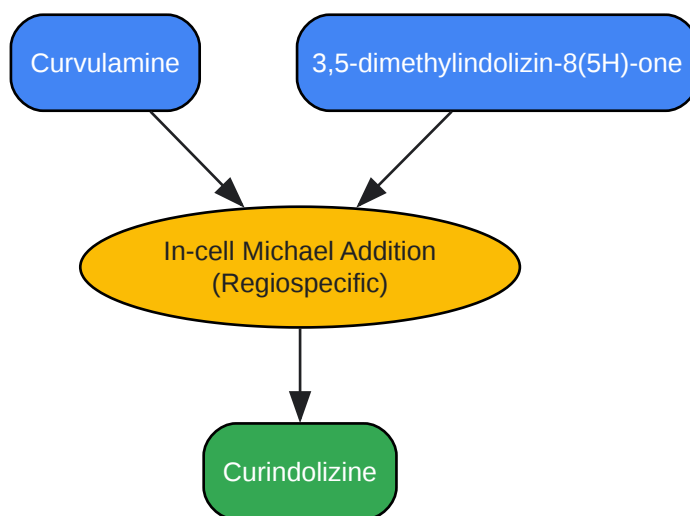 Curvulamine
3,5-dimethylindolizin-8(5H)-one
In-cell Michael Addition
(Regiospecific)
Curindolizine